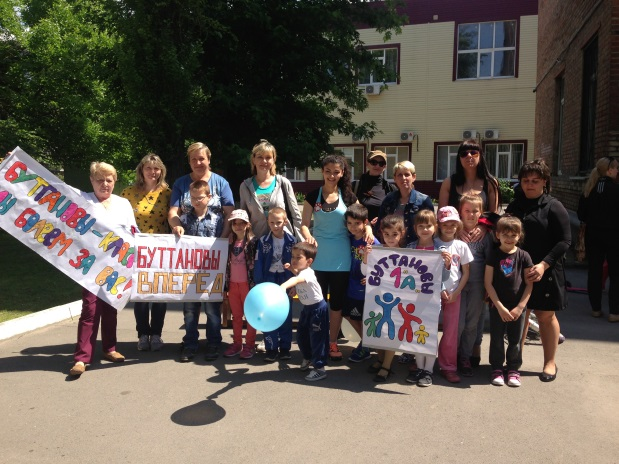 БУТТАНОВЫ – КЛАСС!
МЫ БОЛЕЕМ ЗА ВАС!
БУТТАНОВЫ
ВПЕРЕД
БУТТАНОВЫ
1А